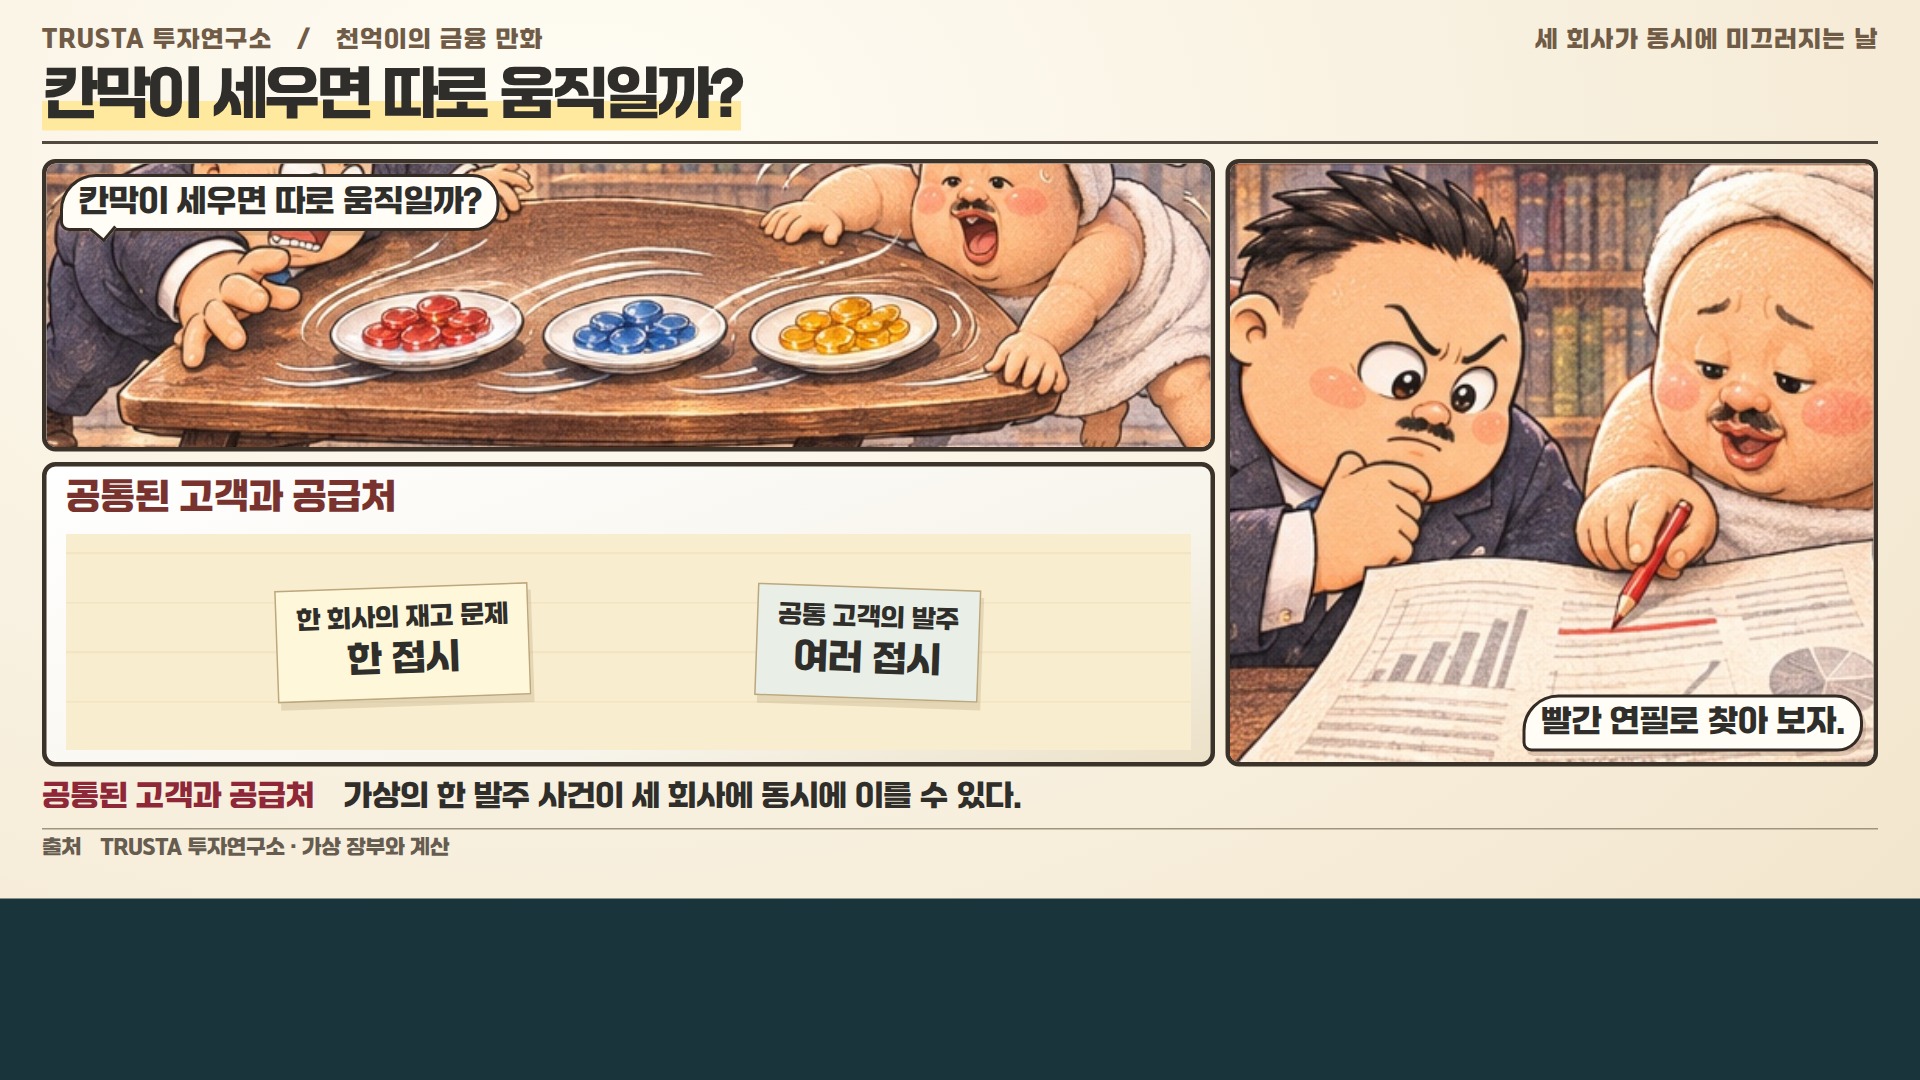 TRUSTA 투자연구소 / 천억이의 금융 만화
세 회사가 동시에 미끄러지는 날
칸막이 세우면 따로 움직일까?
칸막이 세우면 따로 움직일까?
공통된 고객과 공급처
한 회사의 재고 문제
한 접시
공통 고객의 발주
여러 접시
빨간 연필로 찾아 보자.
공통된 고객과 공급처 가상의 한 발주 사건이 세 회사에 동시에 이를 수 있다.
출처 TRUSTA 투자연구소 · 가상 장부와 계산